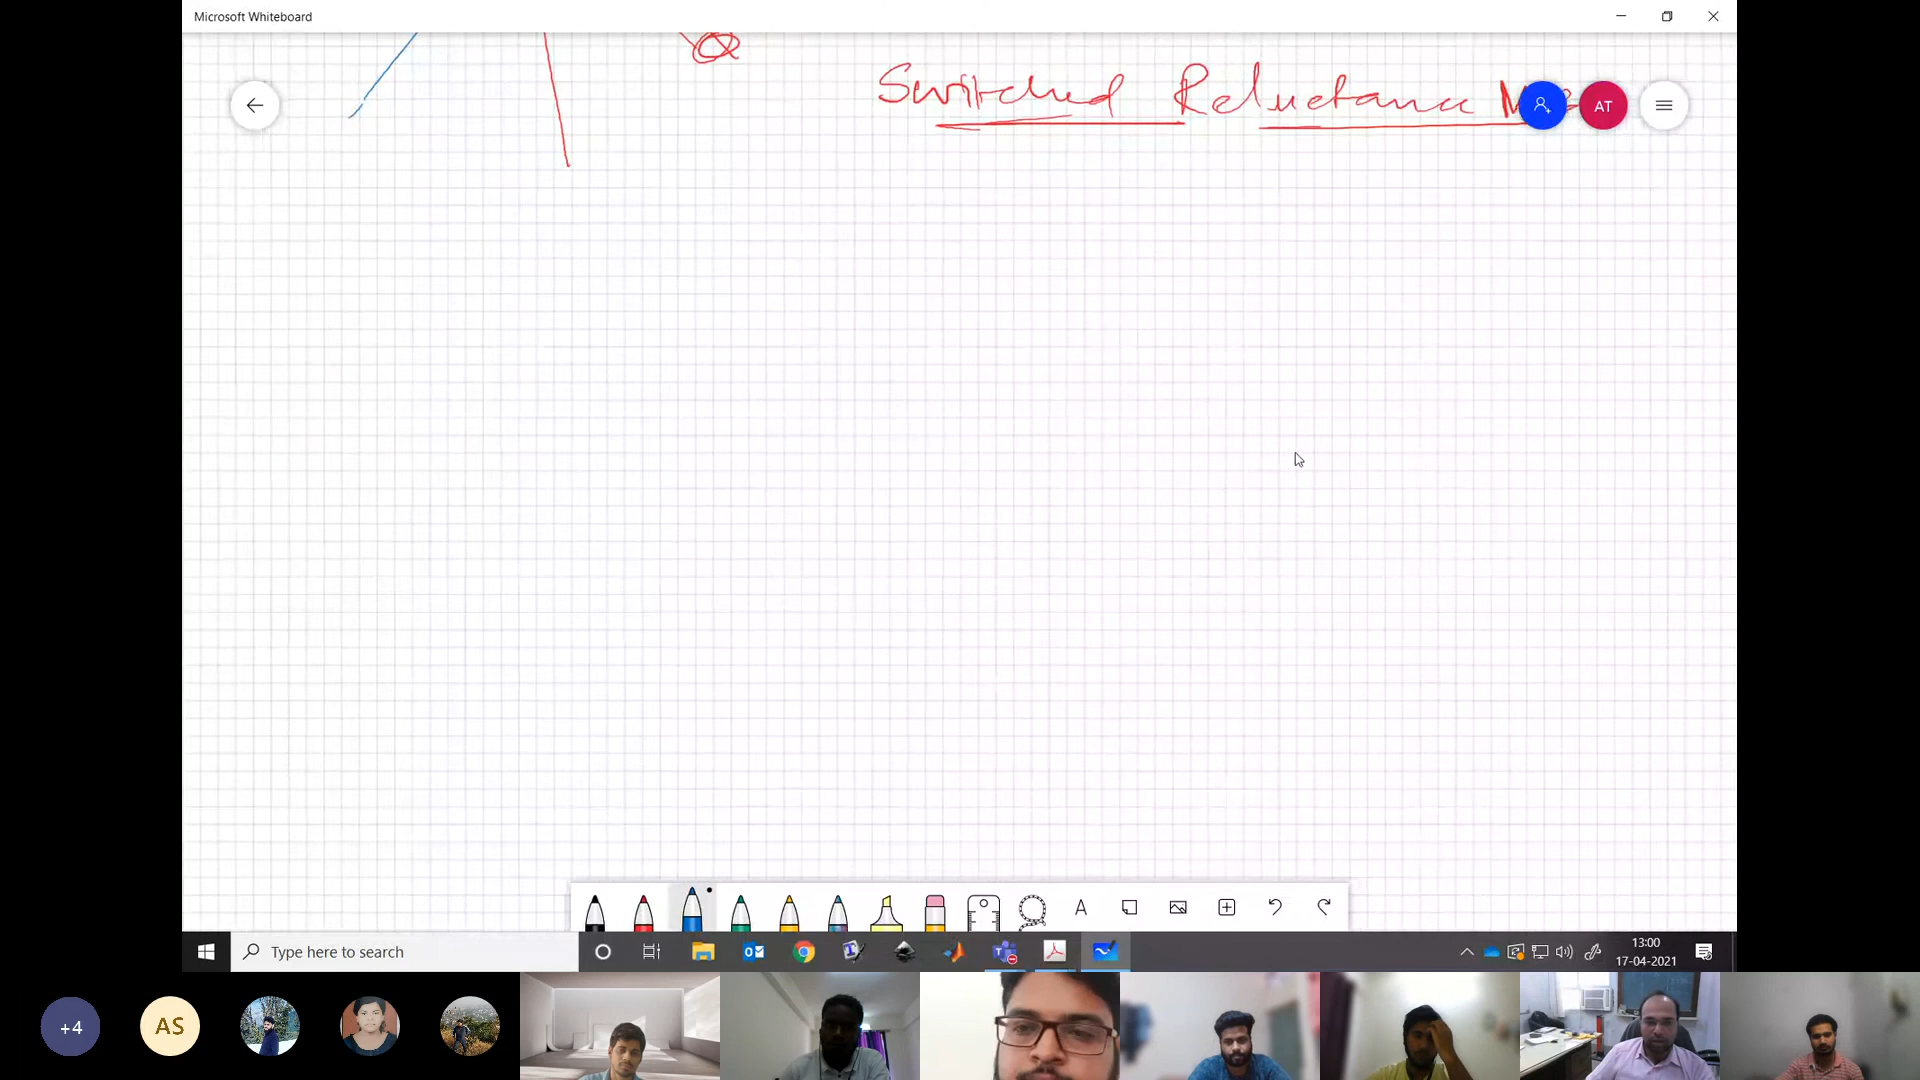 Microsoft Whiteboard
Switched Reluctance
AT
A
Type here to search
13:00
17-04-2021
+4
AS